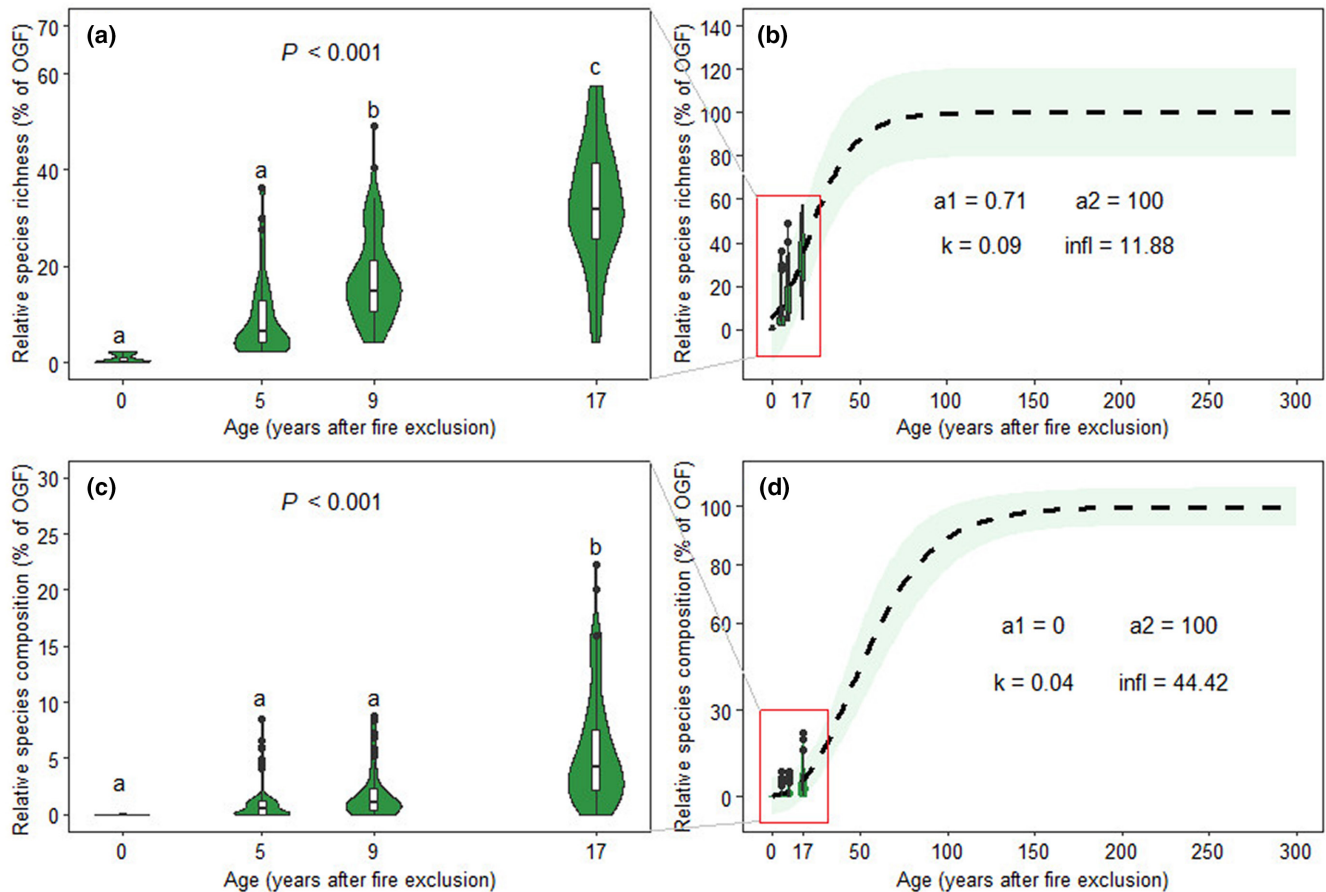 (a)
P < 0.001
a
a
b
c
Relative species richness (% of OGF)
70
60
40
20
0
0
5
9
17
Age (years after fire exclusion)
(b)
Relative species richness (% of OGF)
140
120
100
80
60
40
20
0
a1 = 0.71 a2 = 100
k = 0.09 infl = 11.88
0
17
50
100
150
200
250
300
Age (years after fire exclusion)
(c)
P < 0.001
a
a
a
b
Relative species composition (% of OGF)
30
25
20
15
10
5
0
0
5
9
17
Age (years after fire exclusion)
(d)
Relative species composition (% of OGF)
100
80
60
30
0
a1 = 0 a2 = 100
k = 0.04 infl = 44.42
0
17
50
100
150
200
250
300
Age (years after fire exclusion)